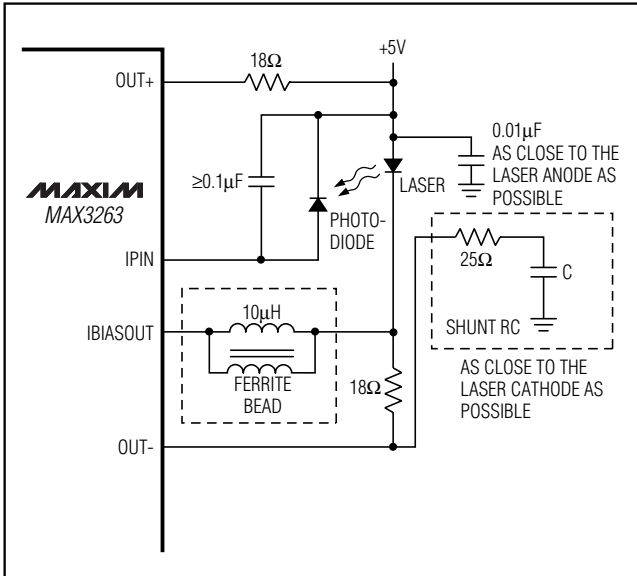 +5V
18Ω
OUT+
0.01µF
AS CLOSE TO THE
LASER ANODE AS
POSSIBLE
≥0.1µF
LASER
MAXIM
MAX3263
PHOTO-
DIODE
IPIN
25Ω
C
SHUNT RC
10µH
IBIASOUT
FERRITE
BEAD
18Ω
AS CLOSE TO THE
LASER CATHODE AS
POSSIBLE
OUT-